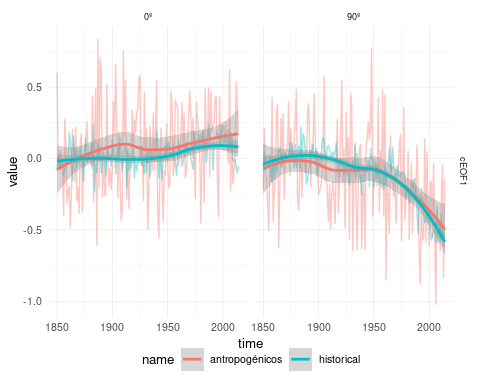 0º 90º
0.5
0.0
-0.5
-1.0
value
cEOF1
1850 1900 1950 2000 1850 1900 1950 2000
time
name antropogénicos historical